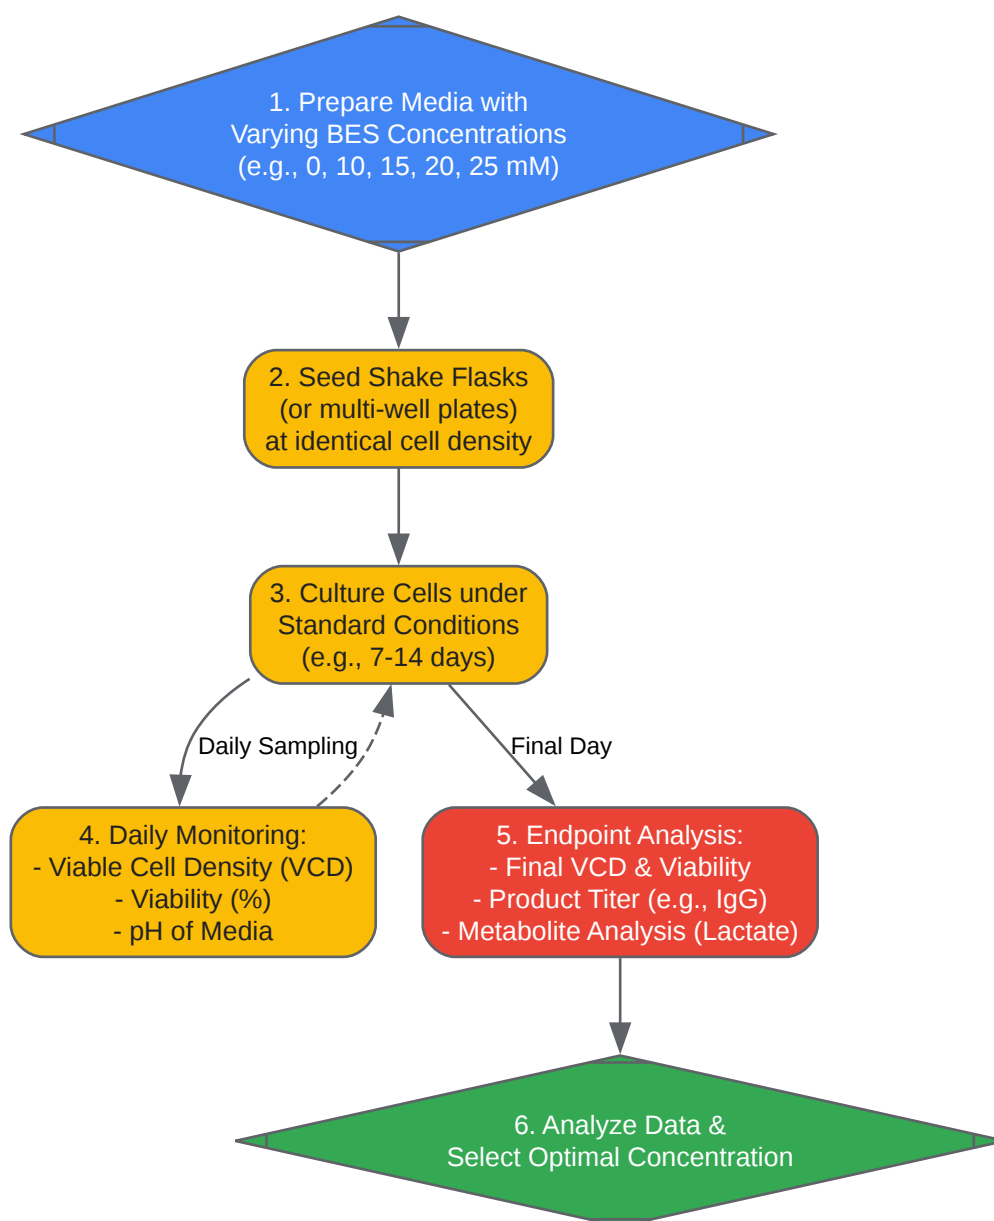 1. Prepare Media with
Varying BES Concentrations
(e.g., 0, 10, 15, 20, 25 mM)
2. Seed Shake Flasks
(or multi-well plates)
at identical cell density
3. Culture Cells under
Standard Conditions
(e.g., 7-14 days)
Daily Sampling
Final Day
4. Daily Monitoring:
- Viable Cell Density (VCD)
- Viability (%)
- pH of Media
5. Endpoint Analysis:
- Final VCD & Viability
- Product Titer (e.g., IgG)
- Metabolite Analysis (Lactate)
6. Analyze Data &
Select Optimal Concentration